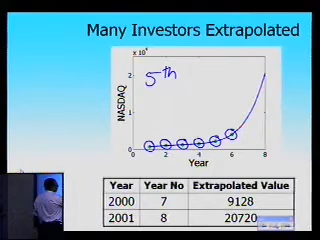 Many Investors Extrapolated
x 10
5th
2
1
0
0 2 4 6 8
NASDAQ
Year
Year Year No Extrapolated Value
2000 7 9128
2001 8 20720